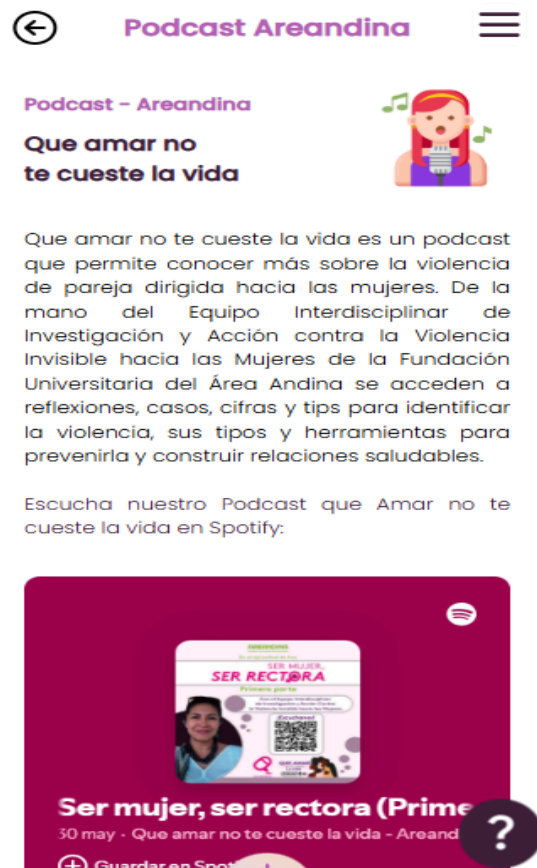 Podcast Areandina
Podcast - Areandina
Que amar no
te cueste la vida
Que amar no te cueste la vida es un podcast
que permite conocer más sobre la violencia
de pareja dirigida hacia las mujeres. De la
mano del Equipo Interdisciplinar de
Investigación y Acción contra la Violencia
Invisible hacia las Mujeres de la Fundación
Universitaria del Área Andina se acceden a
reflexiones, casos, cifras y tips para identificar
la violencia, sus tipos y herramientas para
prevenirla y construir relaciones saludables.
Escucha nuestro Podcast que Amar no te
cueste la vida en Spotify:
AREANDINA
SER MUJER,
SER RECTORA
Primera parte
Escúchanos!
Ser mujer, ser rectora (Prime
30 may - Que amar no te cueste la vida - Areand
Guardar en Spot
?